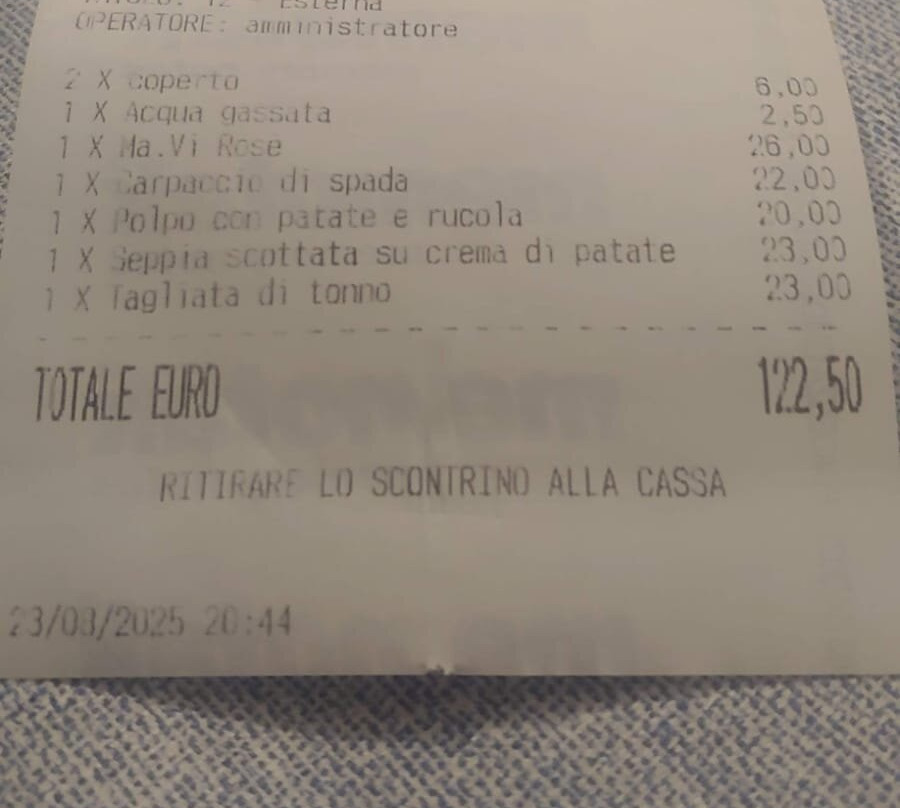 12 - Esterna
OPERATORE: amministratore
2 X coperto 6,00
1 X Acqua gassata 2,50
1 X Ma.Vi Rose 26,00
1 X Carpaccio di spada 22,00
1 X Polpo con patate e rucola 20,00
1 X Seppia scottata su crema di patate 23,00
1 X Tagliata di tonno 23,00
TOTALE EURO 122,50
RITIRARE LO SCONTRINO ALLA CASSA
23/08/2025 20:44